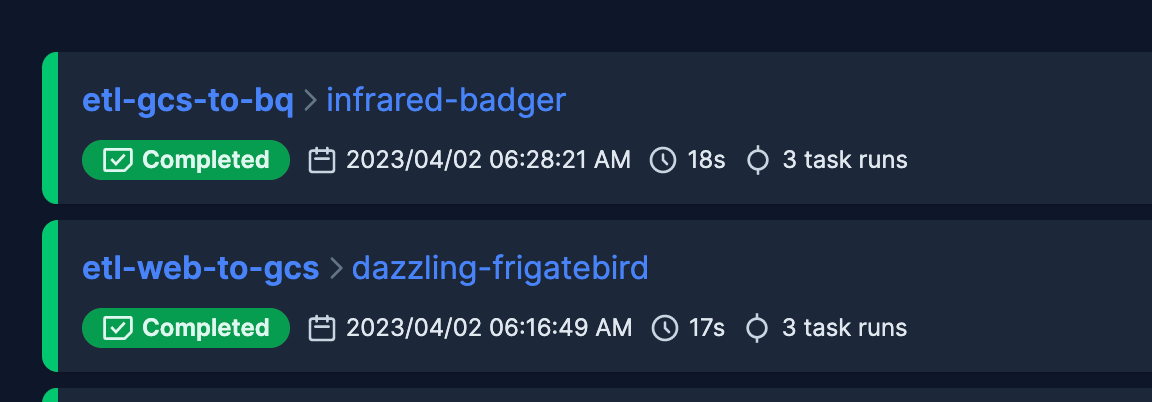 etl-gcs-to-bq > infrared-badger
Completed 2023/04/02 06:28:21 AM 18s 3 task runs
etl-web-to-gcs > dazzling-frigatebird
Completed 2023/04/02 06:16:49 AM 17s 3 task runs